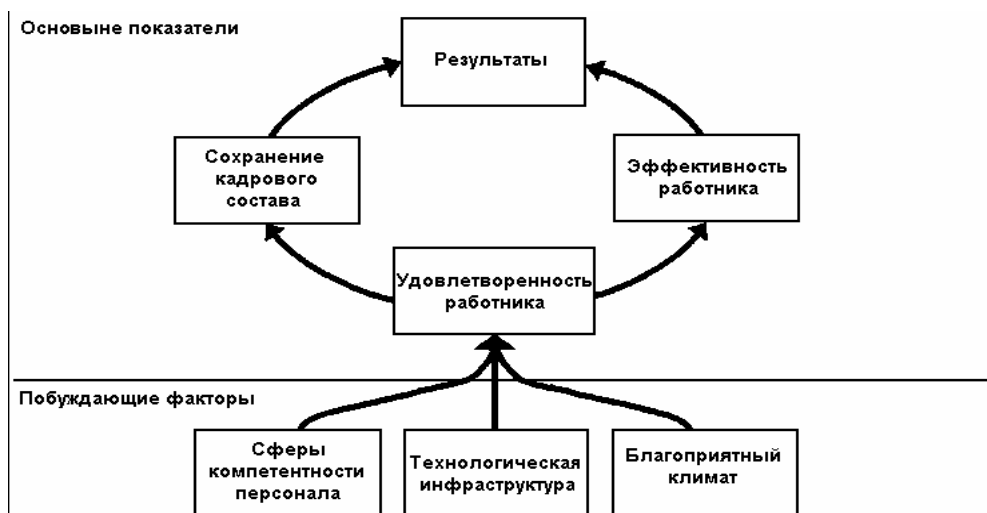 Основыне показатели
Результаты
Сохранение
кадрового
состава
Эффективность
работника
Удовлетворенность
работника
Побуждающие факторы
Сферы
компетентности
персонала
Технологическая
инфраструктура
Благоприятный
климат